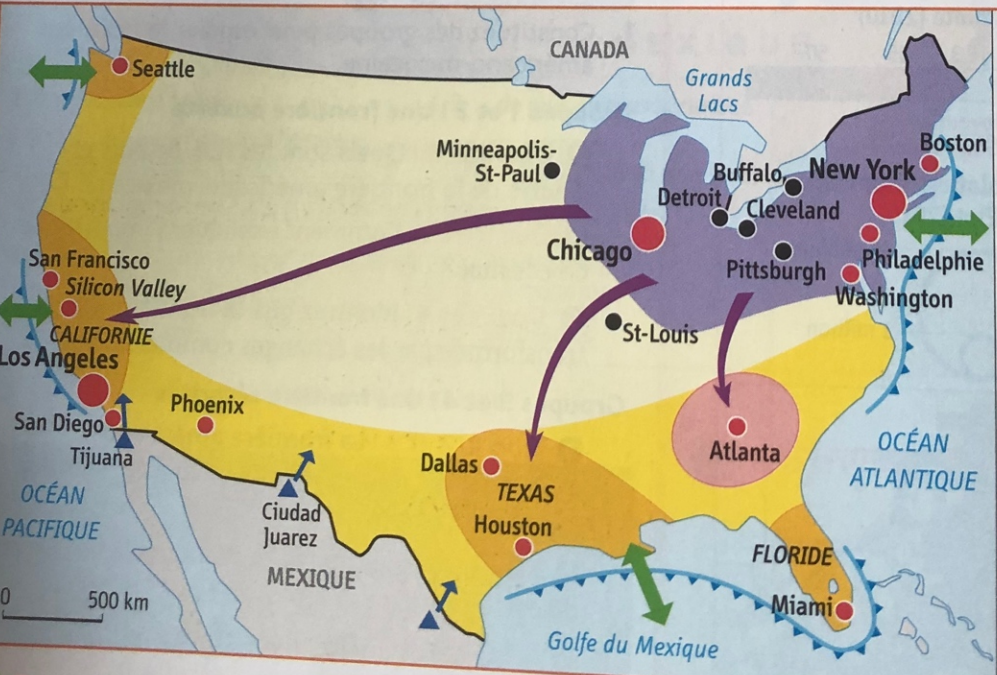 CANADA
Grands
Lacs
Seattle
Minneapolis-
St-Paul
Boston
Buffalo
New York
Detroit
Cleveland
Chicago
Pittsburgh
Philadelphie
Washington
San Francisco
Silicon Valley
CALIFORNIE
St-Louis
Los Angeles
San Diego
Phoenix
Tijuana
Atlanta
Dallas
TEXAS
Houston
OCÉAN
ATLANTIQUE
OCÉAN
PACIFIQUE
Ciudad
Juarez
MEXIQUE
FLORIDE
Miami
0 500 km
Golfe du Mexique